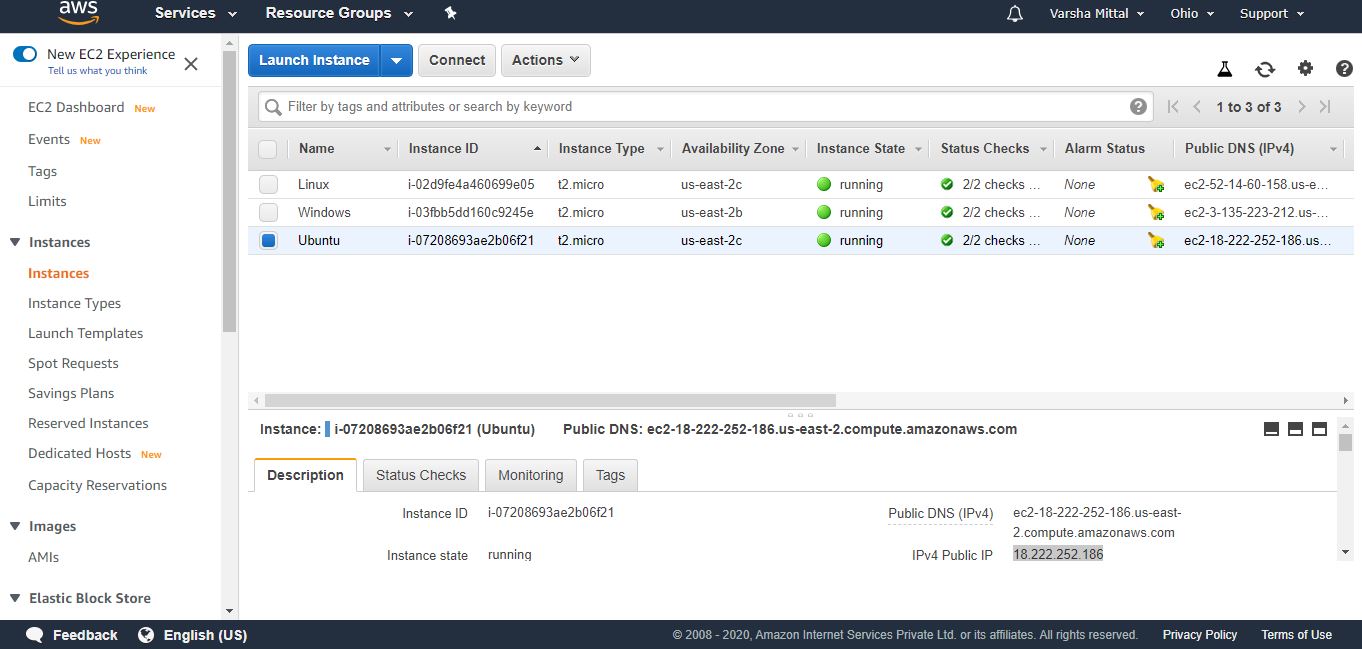 aws Services Resource Groups Varsha Mittal Ohio Support
New EC2 Experience
Tell us what you think
EC2 Dashboard New
Events New
Tags
Limits
Instances
Instances
Instance Types
Launch Templates
Spot Requests
Savings Plans
Reserved Instances
Dedicated Hosts New
Capacity Reservations
Images
AMIs
Elastic Block Store
Launch Instance Connect Actions
Filter by tags and attributes or search by keyword ? 1 to 3 of 3
Name Instance ID Instance Type Availability Zone Instance State Status Checks Alarm Status Public DNS (IPv4)
Linux i-02d9fe4a460699e05 t2.micro us-east-2c running 2/2 checks ... None ec2-52-14-60-158.us-e...
Windows i-03fbb5dd160c9245e t2.micro us-east-2b running 2/2 checks ... None ec2-3-135-223-212.us-...
Ubuntu i-07208693ae2b06f21 t2.micro us-east-2c running 2/2 checks ... None ec2-18-222-252-186.us...
Instance: i-07208693ae2b06f21 (Ubuntu) Public DNS: ec2-18-222-252-186.us-east-2.compute.amazonaws.com
Description Status Checks Monitoring Tags
Instance ID i-07208693ae2b06f21 Public DNS (IPv4) ec2-18-222-252-186.us-east-
2.compute.amazonaws.com
Instance state running IPv4 Public IP 18.222.252.186
Feedback English (US) © 2008 - 2020, Amazon Internet Services Private Ltd. or its affiliates. All rights reserved. Privacy Policy Terms of Use